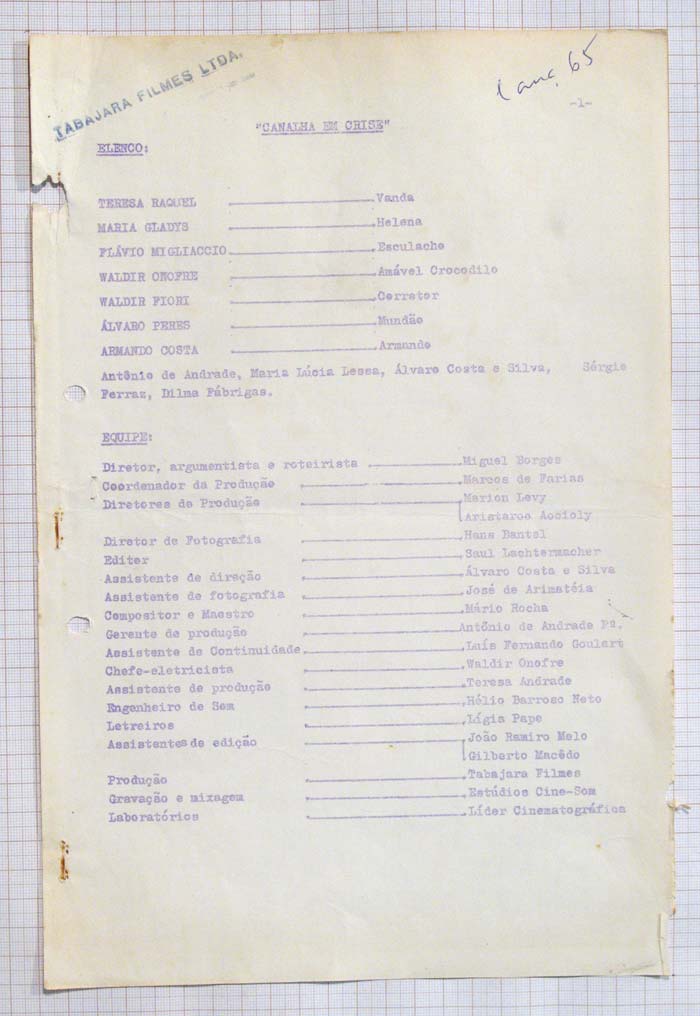 TABAJARA FILMES LTDA.
65
-1-
"CANALHA EM CRISE"
ELENCO:
TERESA RAQUEL Vanda
MARIA GLADYS Helena
FLÁVIO MIGLIACCIO Esculacho
WALDIR ONOFRE Amável Crocodilo
WALDIR FIORI Corretor
ÁLVARO PERES Mundão
ARMANDO COSTA Armando
Antônio de Andrade, Maria Lúcia Lessa, Álvaro Costa e Silva, Sérgio
Ferraz, Dilma Fábrigas.
EQUIPE:
Diretor, argumentista e roteirista Miguel Borges
Coordenador da Produção Marcos de Farias
Diretores de Produção Marion Levy
Aristarco Accioly
Diretor de Fotografia Hans Bantel
Editor Saul Lachtermacher
Assistente de direção Álvaro Costa e Silva
Assistente de fotografia José de Arimatéia
Compositor e Maestro Mário Rocha
Gerente de produção Antônio de Andrade Fº.
Assistente de Continuidade Luís Fernando Goulart
Chefe-eletricista Waldir Onofre
Assistente de produção Teresa Andrade
Engenheiro de Som Hélio Barroso Neto
Letreiros Lígia Pape
Assistentes de edição João Ramiro Melo
Gilberto Macêdo
Produção Tabajara Filmes
Gravação e mixagem Estúdios Cine-Som
Laboratórios Líder Cinematográfica